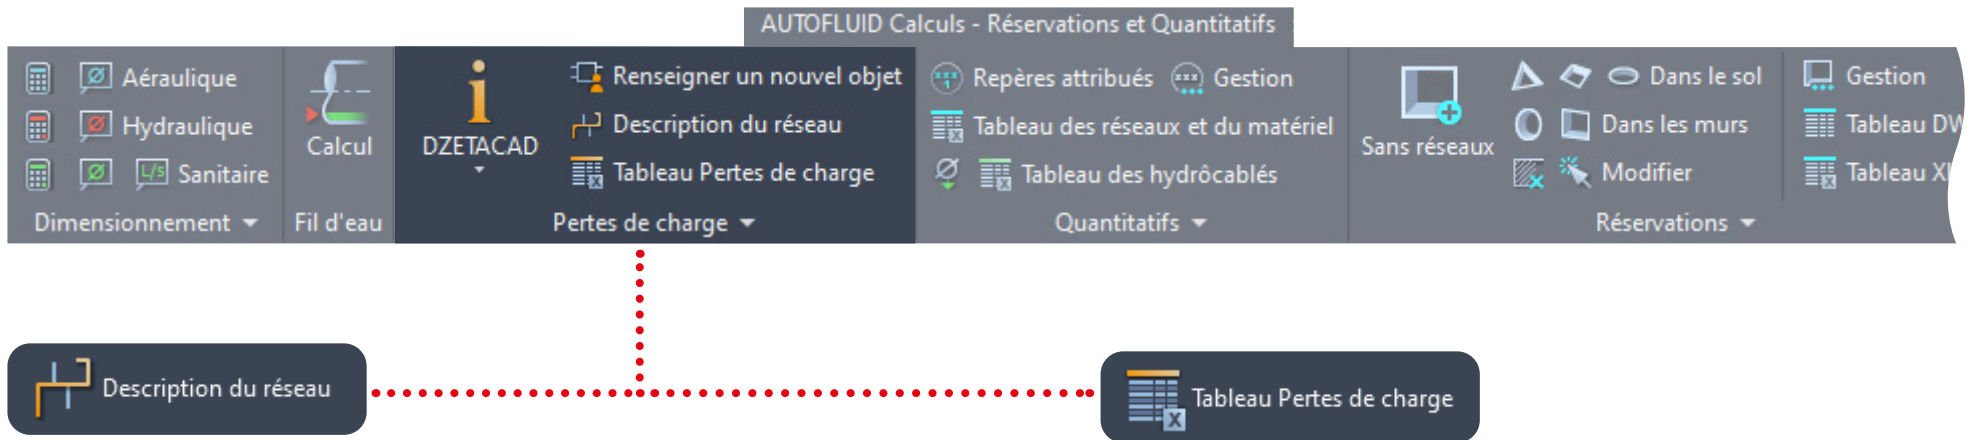 AUTOFLUID Calculs - Réservations et Quantitatifs
Aéraulique
Hydraulique
L/s Sanitaire
Dimensionnement
Calcul
Fil d'eau
DZETACAD
Renseigner un nouvel objet
Description du réseau
Tableau Pertes de charge
Pertes de charge
Repères attribués Gestion
Tableau des réseaux et du matériel
Tableau des hydrôcablés
Quantitatifs
Sans réseaux
Dans le sol
Dans les murs
Modifier
Gestion
Tableau
Tableau
Réservations
Description du réseau
Tableau Pertes de charge